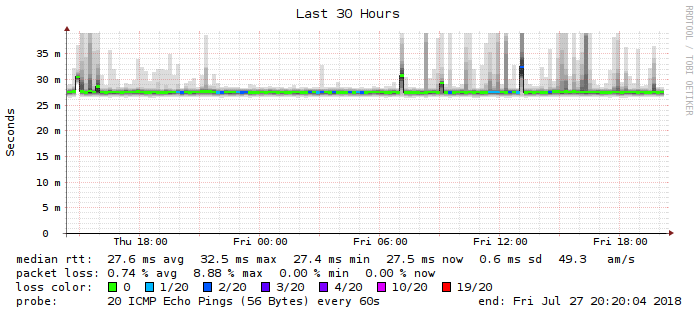 Last 30 Hours
RRDTOOL / TOBI OETIKER
Seconds
35 m
30 m
25 m
20 m
15 m
10 m
5 m
0
Thu 18:00 Fri 00:00 Fri 06:00 Fri 12:00 Fri 18:00
median rtt: 27.6 ms avg 32.5 ms max 27.4 ms min 27.5 ms now 0.6 ms sd 49.3 am/s
packet loss: 0.74 % avg 8.88 % max 0.00 % min 0.00 % now
loss color: 0 1/20 2/20 3/20 4/20 10/20 19/20
probe: 20 ICMP Echo Pings (56 Bytes) every 60s end: Fri Jul 27 20:20:04 2018